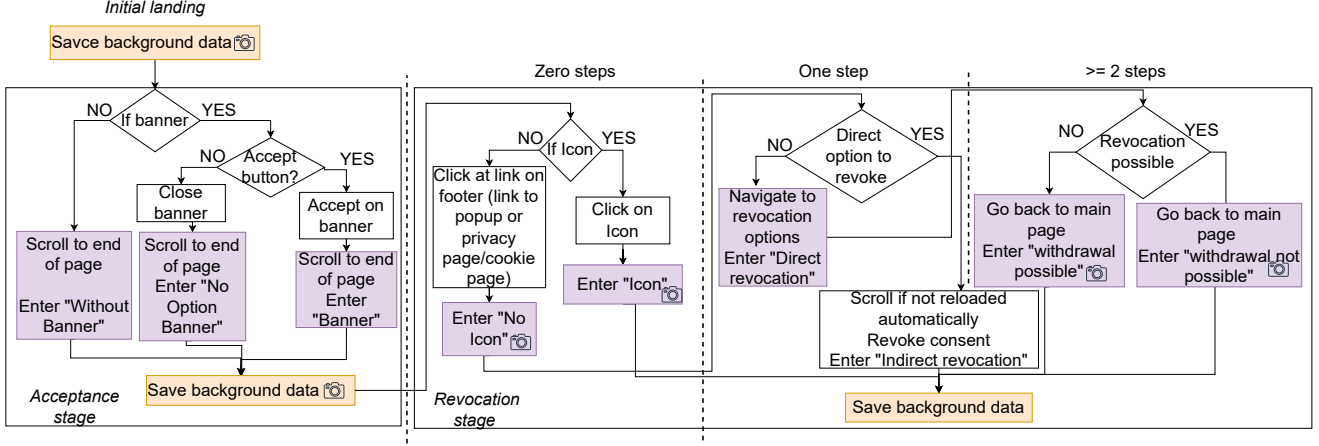 Initial landing
Savce background data
Zero steps
One step
>= 2 steps
NO
If banner
YES
NO
Accept
button?
YES
Close
banner
Accept on
banner
Scroll to end
of page
Enter "Without
Banner"
Scroll to end
of page
Enter "No
Option
Banner"
Scroll to end
of page
Enter
"Banner"
Save background data
Acceptance
stage
NO
If Icon
YES
Click at link on
footer (link to
popup or
privacy
page/cookie
page)
Click on
Icon
Enter "No
Icon"
Enter "Icon"
Revocation
stage
NO
Direct
option to
revoke
YES
Navigate to
revocation
options
Enter "Direct
revocation"
Scroll if not reloaded
automatically
Revoke consent
Enter "Indirect revocation"
NO
Revocation
possible
YES
Go back to main
page
Enter "withdrawal
possible"
Go back to main
page
Enter "withdrawal not
possible"
Save background data